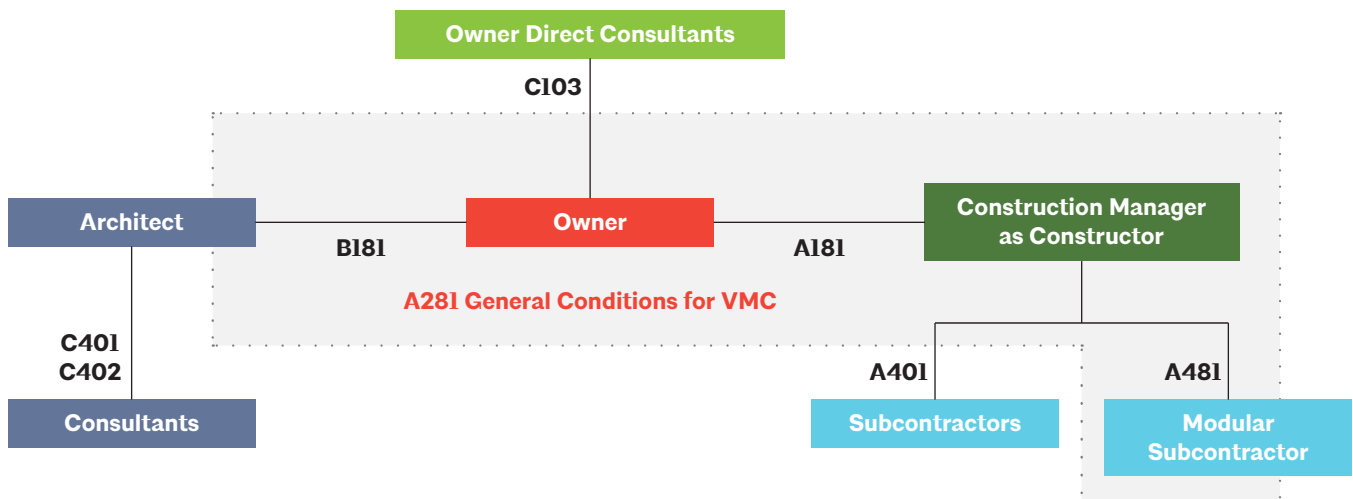 Owner Direct Consultants
C103
Architect
Owner
Construction Manager
as Constructor
B181
A181
A281 General Conditions for VMC
C401
C402
A401
A481
Consultants
Subcontractors
Modular
Subcontractor